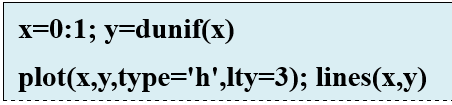 x=0:1; y=dunif(x)
plot(x,y,type='h',lty=3); lines(x,y)